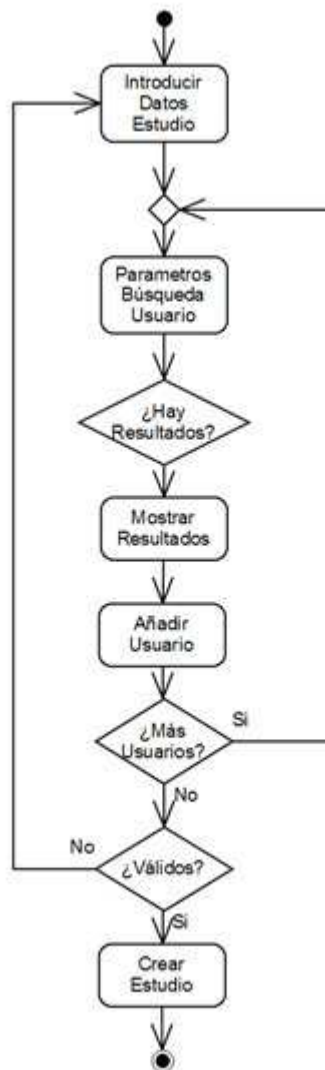 Introducir
Datos
Estudio
Parametros
Búsqueda
Usuario
¿Hay
Resultados?
Mostrar
Resultados
Añadir
Usuario
¿Más
Usuarios?
Si
No
No
¿Válidos?
Si
Crear
Estudio